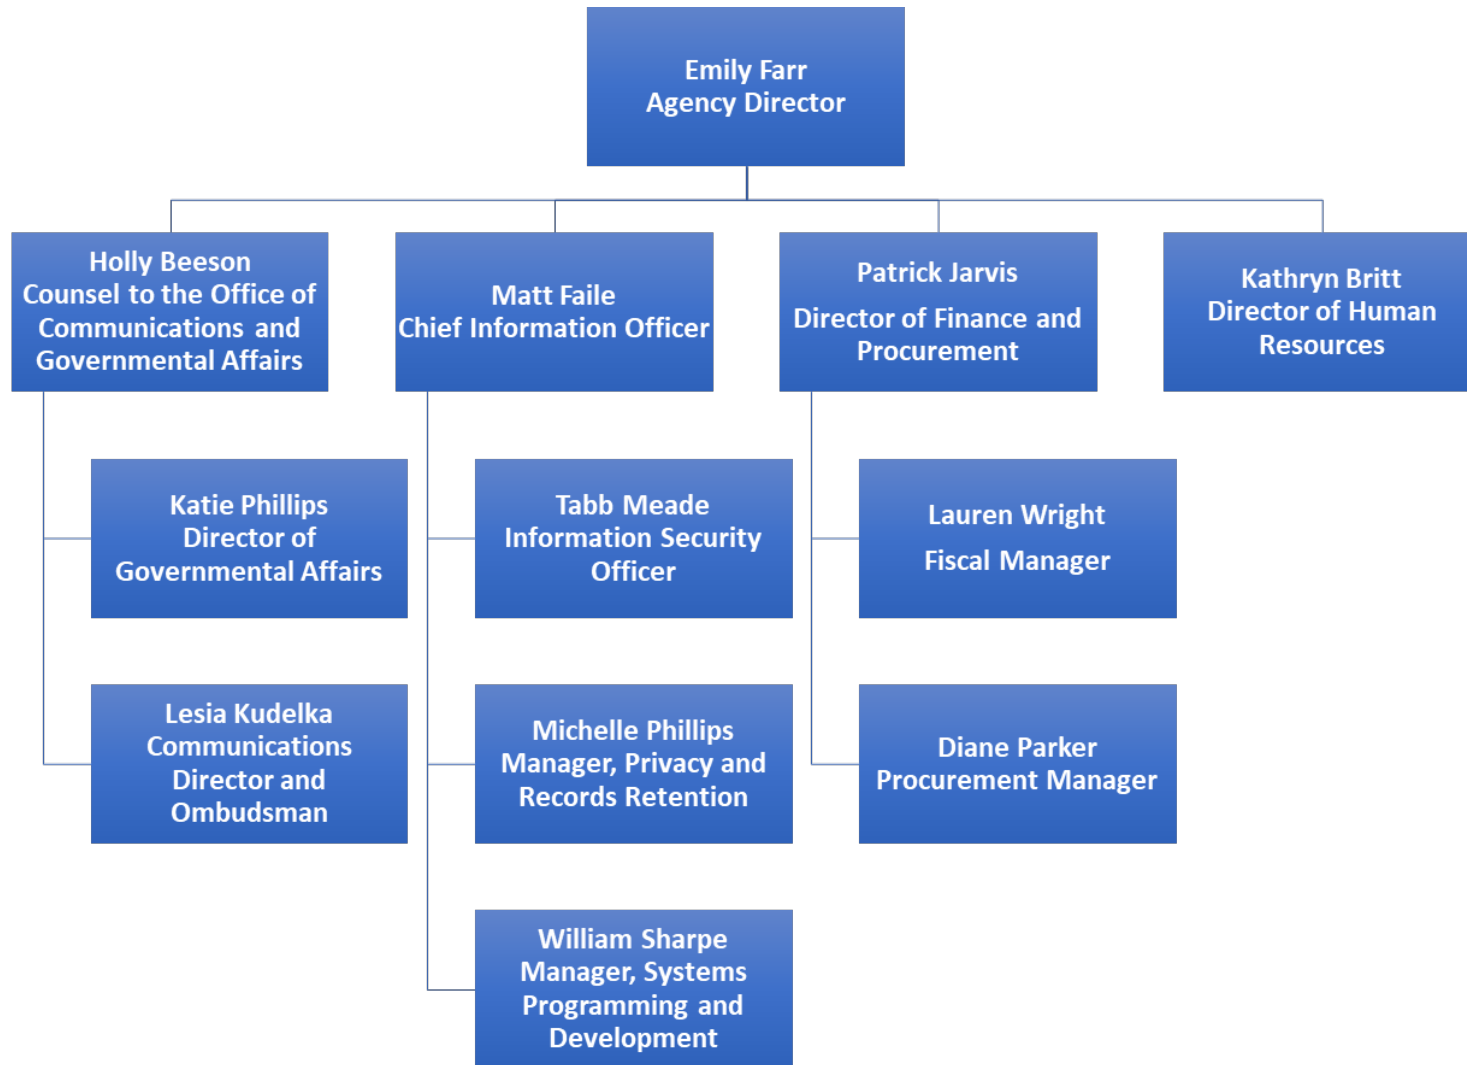 Emily Farr
Agency Director
Holly Beeson
Counsel to the Office of
Communications and
Governmental Affairs
Matt Faile
Chief Information Officer
Patrick Jarvis
Director of Finance and
Procurement
Kathryn Britt
Director of Human
Resources
Katie Phillips
Director of
Governmental Affairs
Tabb Meade
Information Security
Officer
Lauren Wright
Fiscal Manager
Lesia Kudelka
Communications
Director and
Ombudsman
Michelle Phillips
Manager, Privacy and
Records Retention
Diane Parker
Procurement Manager
William Sharpe
Manager, Systems
Programming and
Development